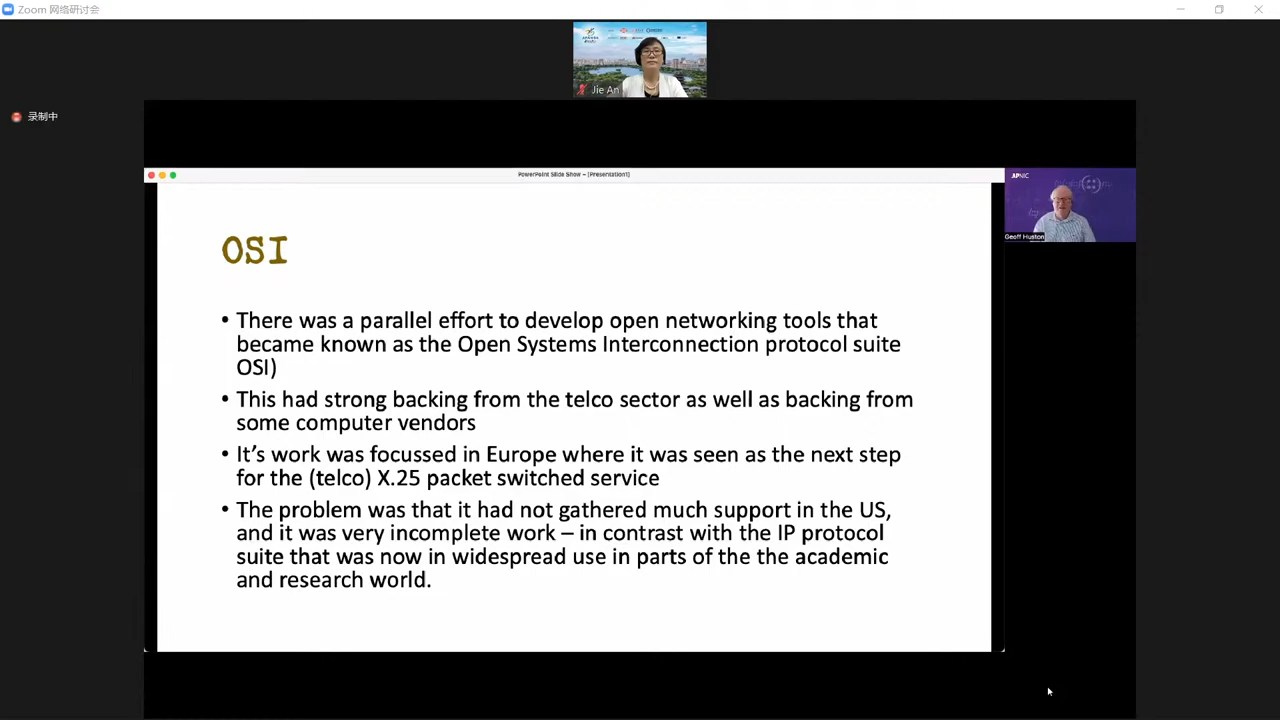 Zoom 网络研讨会
Jie An
录制中
PowerPoint Slide Show - [Presentation1]
APNIC
Geoff Huston
OSI
• There was a parallel effort to develop open networking tools that
became known as the Open Systems Interconnection protocol suite
OSI)
• This had strong backing from the telco sector as well as backing from
some computer vendors
• It's work was focussed in Europe where it was seen as the next step
for the (telco) X.25 packet switched service
• The problem was that it had not gathered much support in the US,
and it was very incomplete work – in contrast with the IP protocol
suite that was now in widespread use in parts of the the academic
and research world.